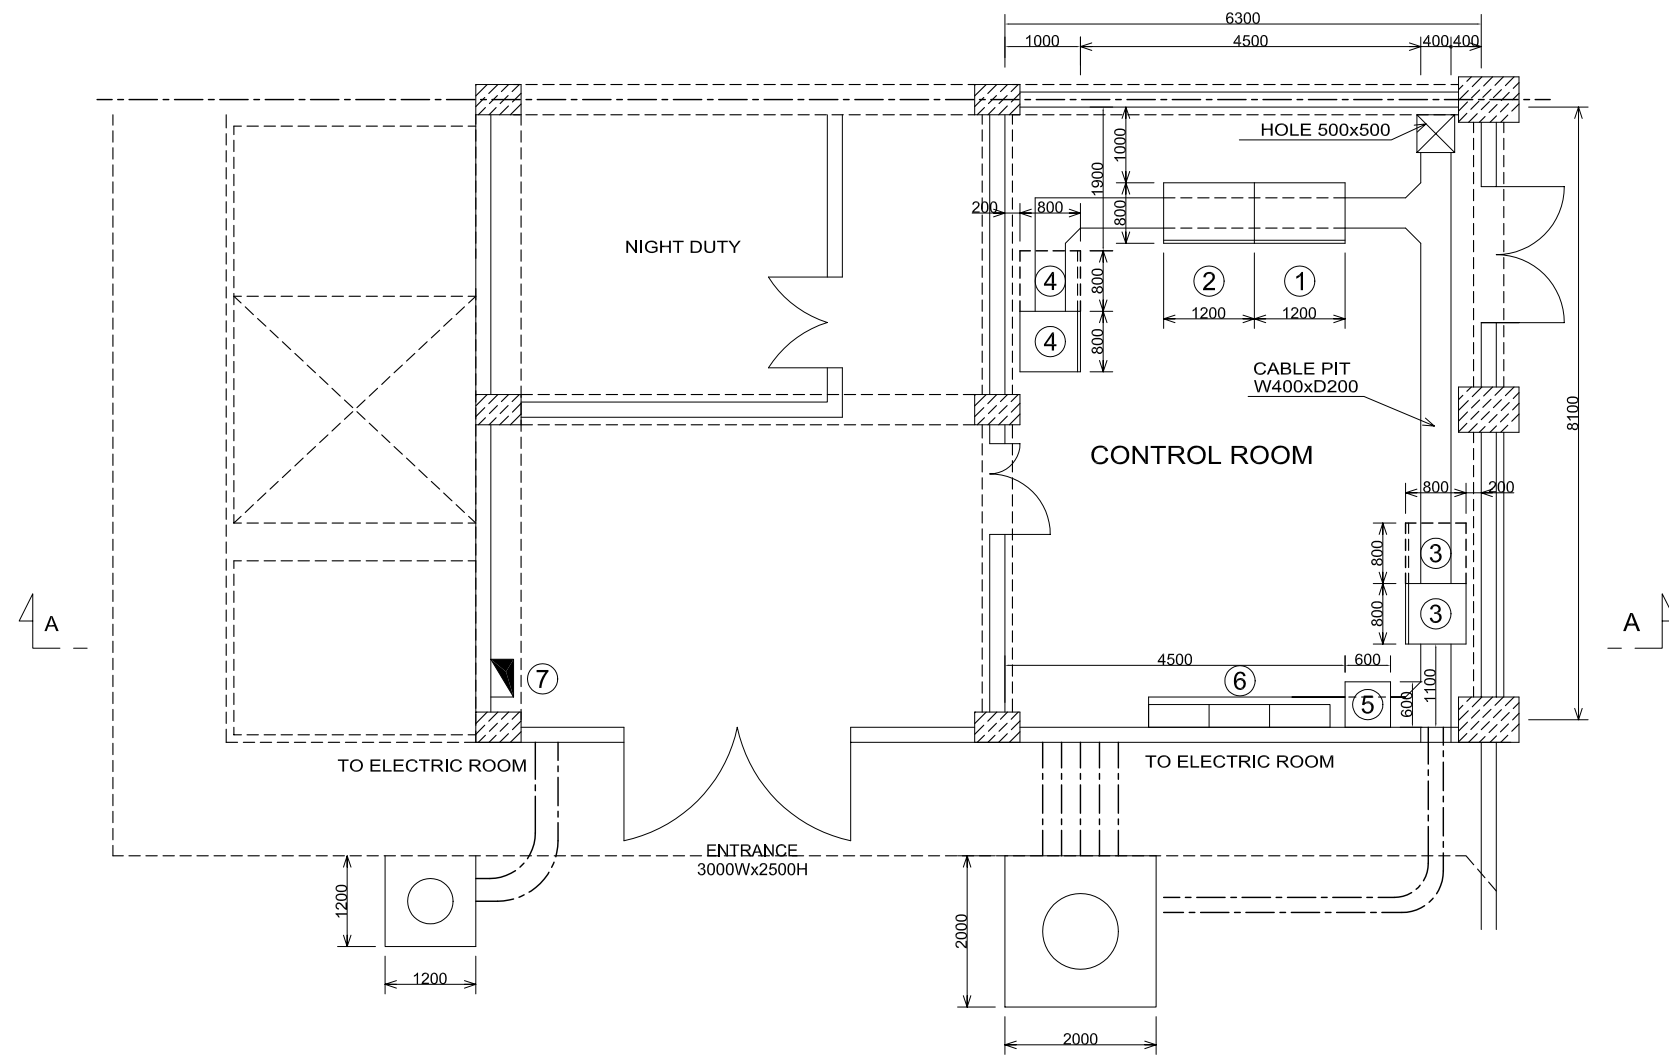 6300
1000 4500 400 400
HOLE 500x500
1000
1900
200 800 800
NIGHT DUTY
4 800 2 1
1200 1200
4 800
CABLE PIT
W400xD200
8100
CONTROL ROOM
800 200
800 3
800 3
A A
4500 600
7 6 1100
5 600
TO ELECTRIC ROOM TO ELECTRIC ROOM
ENTRANCE
3000Wx2500H
1200 2000
1200
2000